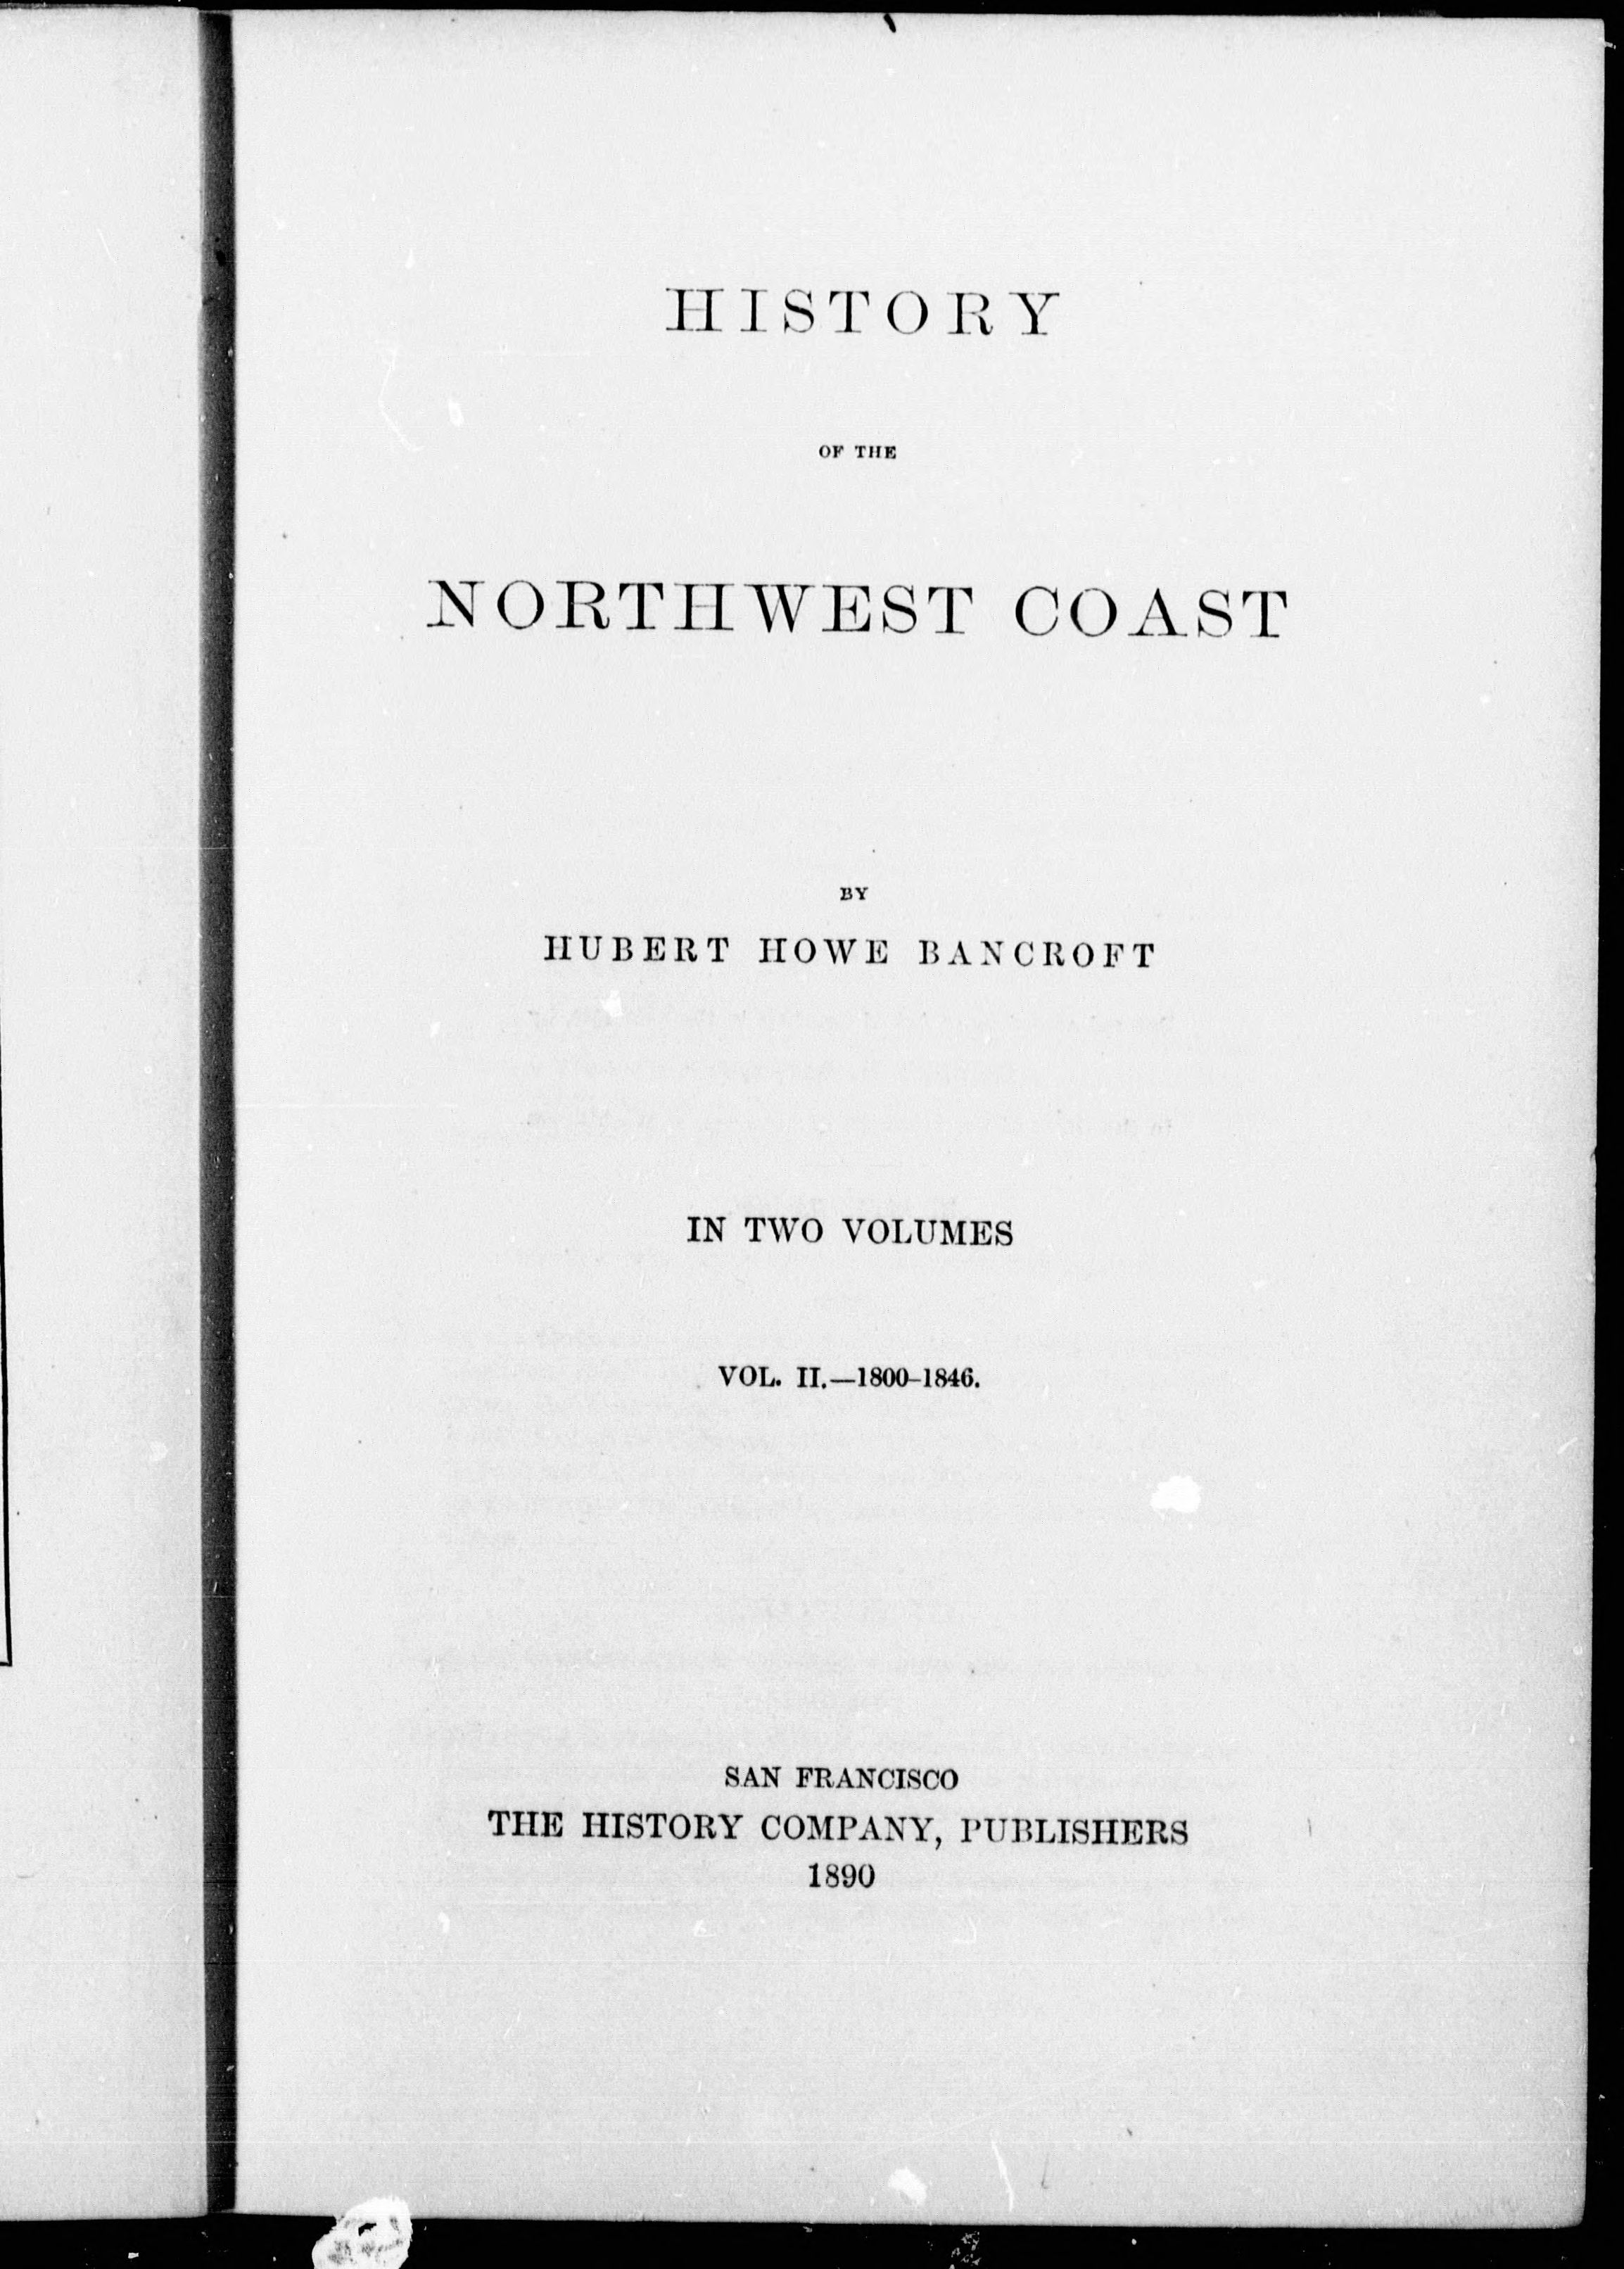 HISTORY
OF THE
NORTHWEST COAST
BY
HUBERT HOWE BANCROFT
IN TWO VOLUMES
VOL. II.—1800–1846.
SAN FRANCISCO
THE HISTORY COMPANY, PUBLISHERS
1890